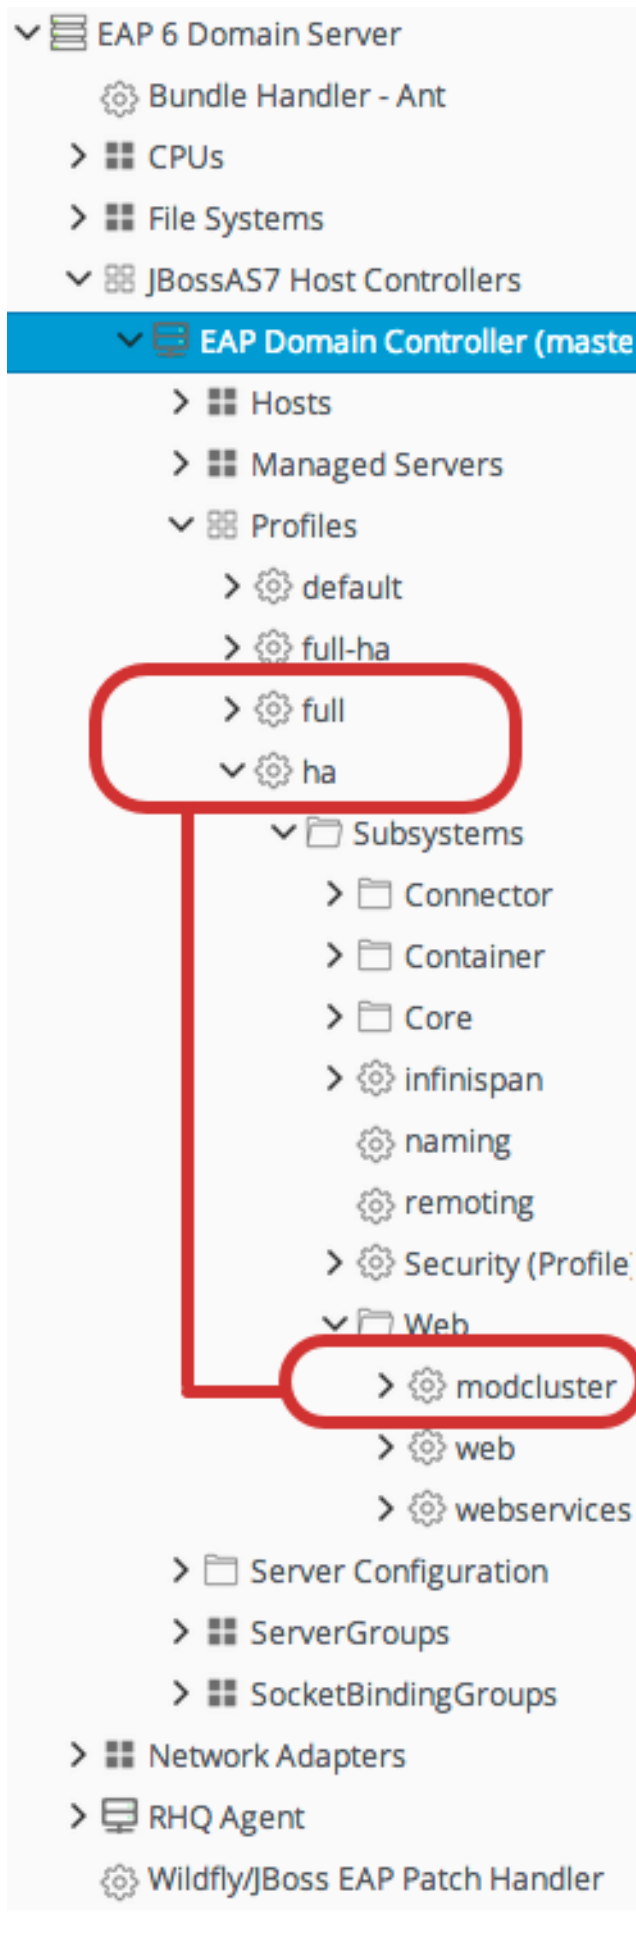 EAP 6 Domain Server
Bundle Handler - Ant
CPUs
File Systems
JBossAS7 Host Controllers
EAP Domain Controller (maste
Hosts
Managed Servers
Profiles
default
full-ha
full
ha
Subsystems
Connector
Container
Core
infinispan
naming
remoting
Security (Profile)
Web
modcluster
web
webservices
Server Configuration
ServerGroups
SocketBindingGroups
Network Adapters
RHQ Agent
Wildfly/JBoss EAP Patch Handler